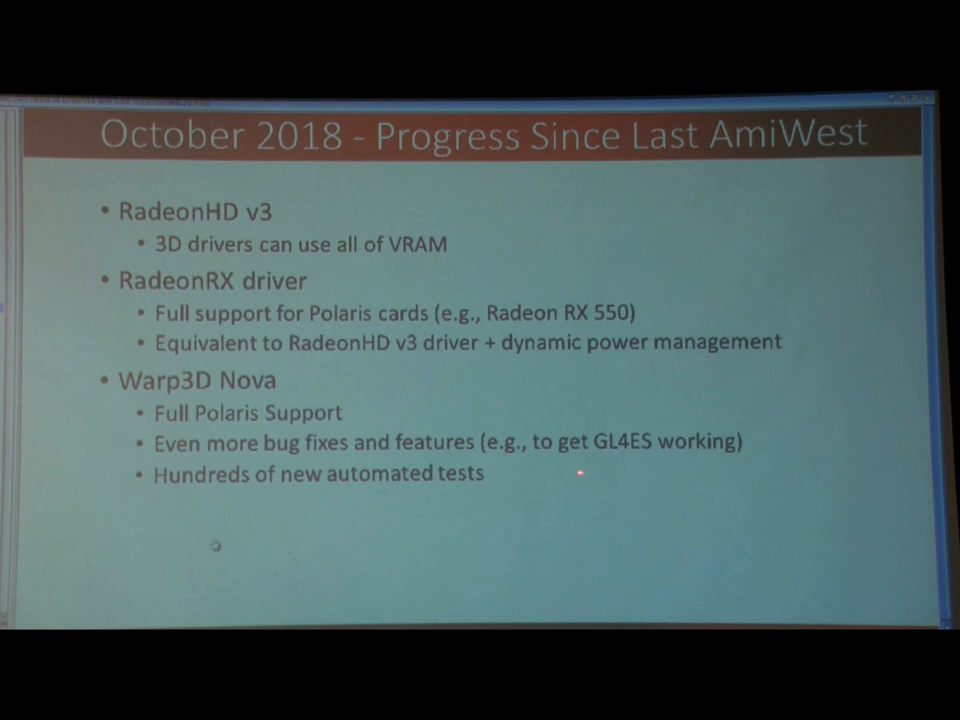 October 2018 - Progress Since Last AmiWest
• RadeonHD v3
• 3D drivers can use all of VRAM
• RadeonRX driver
• Full support for Polaris cards (e.g., Radeon RX 550)
• Equivalent to RadeonHD v3 driver + dynamic power management
• Warp3D Nova
• Full Polaris Support
• Even more bug fixes and features (e.g., to get GL4ES working)
• Hundreds of new automated tests